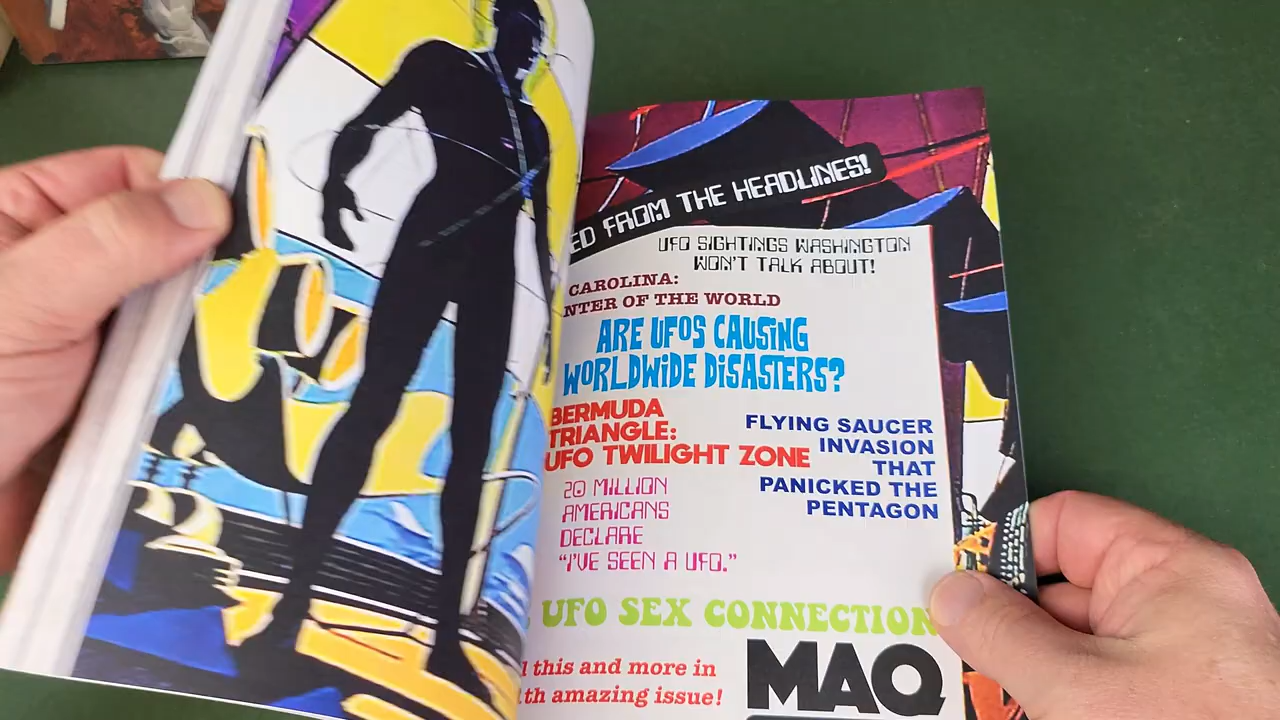 ED FROM THE HEADLINES!
UFO SIGHTINGS WASHINGTON
WON'T TALK ABOUT!
CAROLINA:
NTER OF THE WORLD
ARE UFOS CAUSING
WORLDWIDE DISASTERS?
BERMUDA
TRIANGLE:
UFO TWILIGHT ZONE
FLYING SAUCER
INVASION
THAT
PANICKED THE
PENTAGON
20 MILLION
AMERICANS
DECLARE
"I'VE SEEN A UFO."
UFO SEX CONNECTION
this and more in
th amazing issue!
MAQ